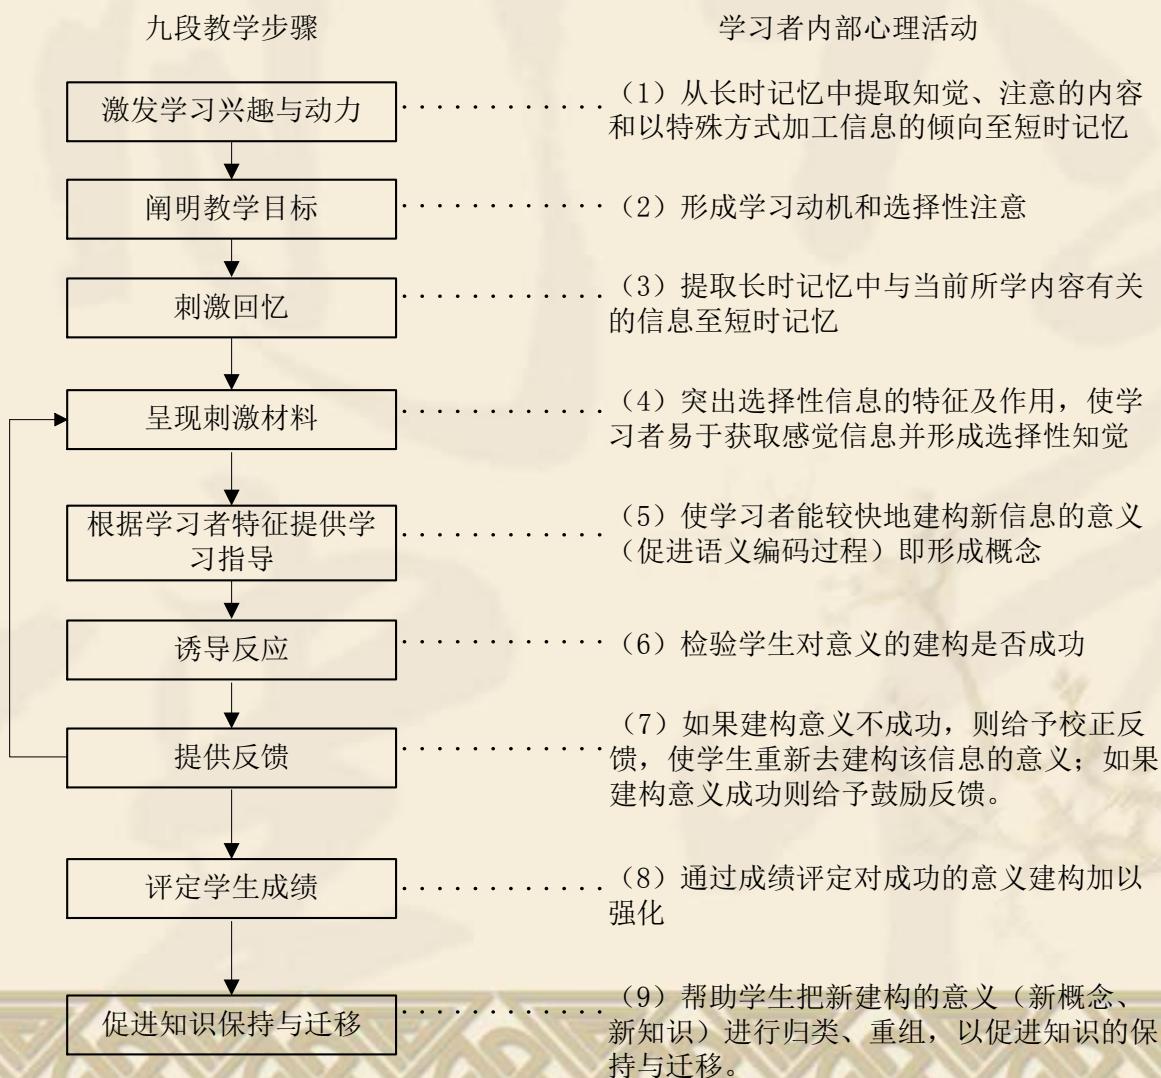 九段教学步骤
学习者内部心理活动
激发学习兴趣与动力
(1)从长时记忆中提取知觉、注意的内容
和以特殊方式加工信息的倾向至短时记忆
阐明教学目标
(2)形成学习动机和选择性注意
刺激回忆
(3)提取长时记忆中与当前所学内容有关
的信息至短时记忆
呈现刺激材料
(4)突出选择性信息的特征及作用，使学
习者易于获取感觉信息并形成选择性知觉
根据学习者特征提供学
习指导
(5)使学习者能较快地建构新信息的意义
(促进语义编码过程)即形成概念
诱导反应
(6)检验学生对意义的建构是否成功
提供反馈
(7)如果建构意义不成功，则给予校正反
馈，使学生重新去建构该信息的意义；如果
建构意义成功则给予鼓励反馈。
评定学生成绩
(8)通过成绩评定对成功的意义建构加以
强化
促进知识保持与迁移
(9)帮助学生把新建构的意义（新概念、
新知识）进行归类、重组，以促进知识的保
持与迁移。